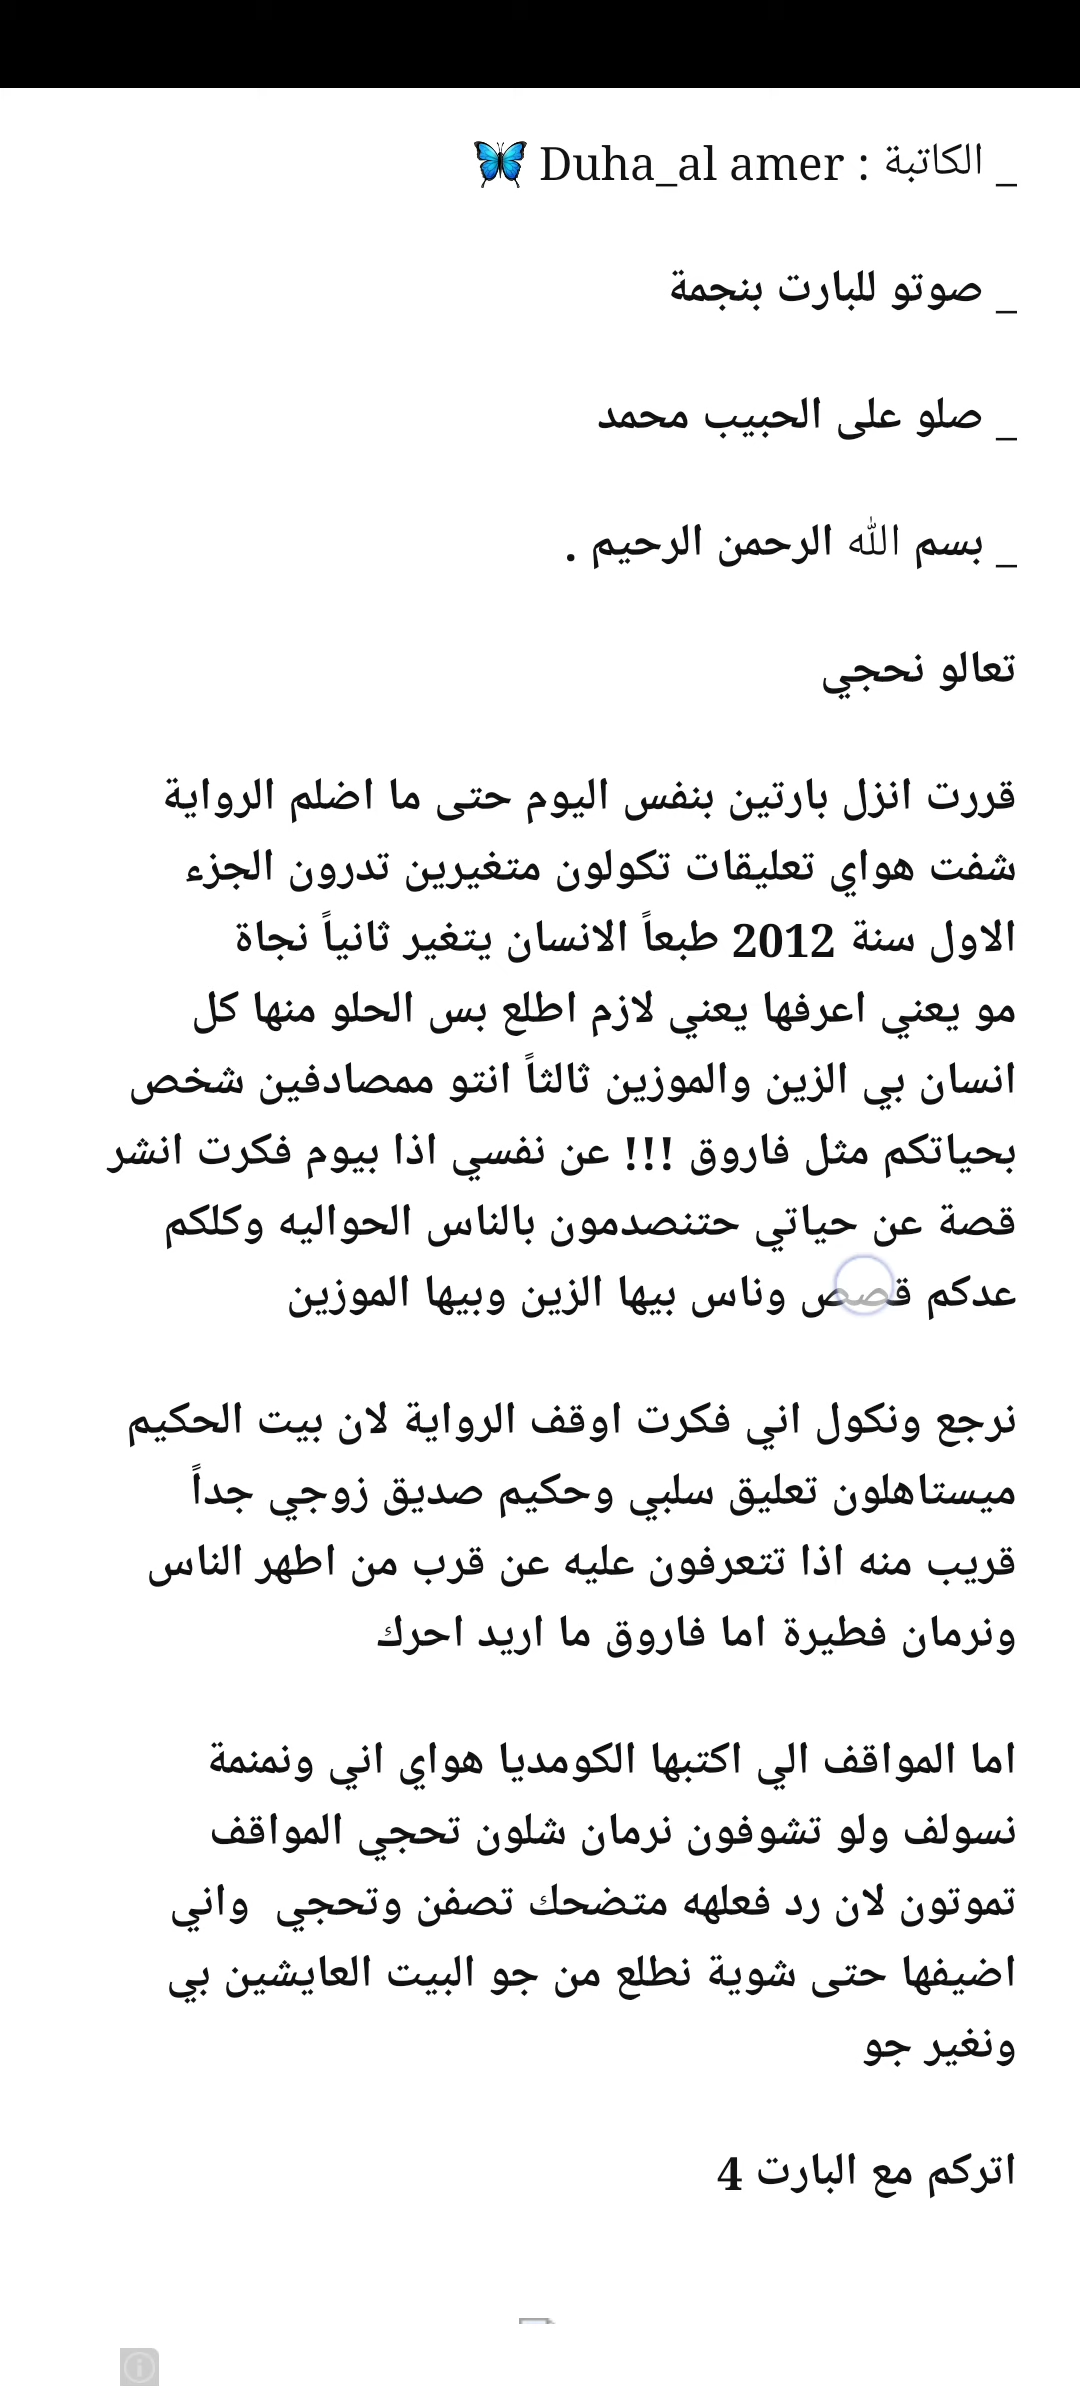 _ الكاتبة : Duha_al amer 🦋
_ صوتو للبارت بنجمة
_ صلو على الحبيب محمد
_ بسم الله الرحمن الرحيم .
تعالو نحجي
قررت انزل بارتين بنفس اليوم حتى ما اضلم الرواية
شفت هواي تعليقات تكولون متغيرين تدرون الجزء
الاول سنة 2012 طبعاً الانسان يتغير ثانياً نجاة
مو يعني اعرفها يعني لازم اطلع بس الحلو منها كل
انسان بي الزين والموزين ثالثاً انتو ممصادفين شخص
بحياتكم مثل فاروق !!! عن نفسي اذا بيوم فكرت انشر
قصة عن حياتي حتنصدمون بالناس الحواليه وكلكم
عدكم قصص وناس بيها الزين وبيها الموزين
نرجع ونكول اني فكرت اوقف الرواية لان بيت الحكيم
ميستاهلون تعليق سلبي وحكيم صديق زوجي جداً
قريب منه اذا تتعرفون عليه عن قرب من اطهر الناس
ونرمان فطيرة اما فاروق ما اريد احرك
اما المواقف الي اكتبها الكومديا هواي اني ونمنمة
نسولف ولو تشوفون نرمان شلون تحجي المواقف
تموتون لان رد فعلهه متضحك تصفن وتحجي  واني
اضيفها حتى شوية نطلع من جو البيت العايشين بي
ونغير جو
اتركم مع البارت 4